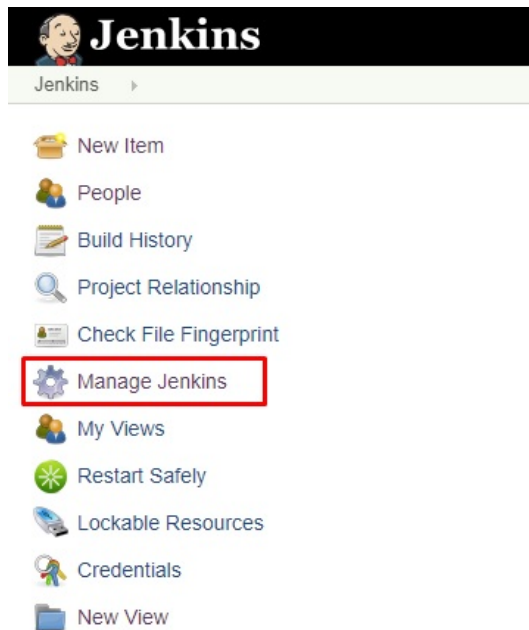 Jenkins
Jenkins
New Item
People
Build History
Project Relationship
Check File Fingerprint
Manage Jenkins
My Views
Restart Safely
Lockable Resources
Credentials
New View